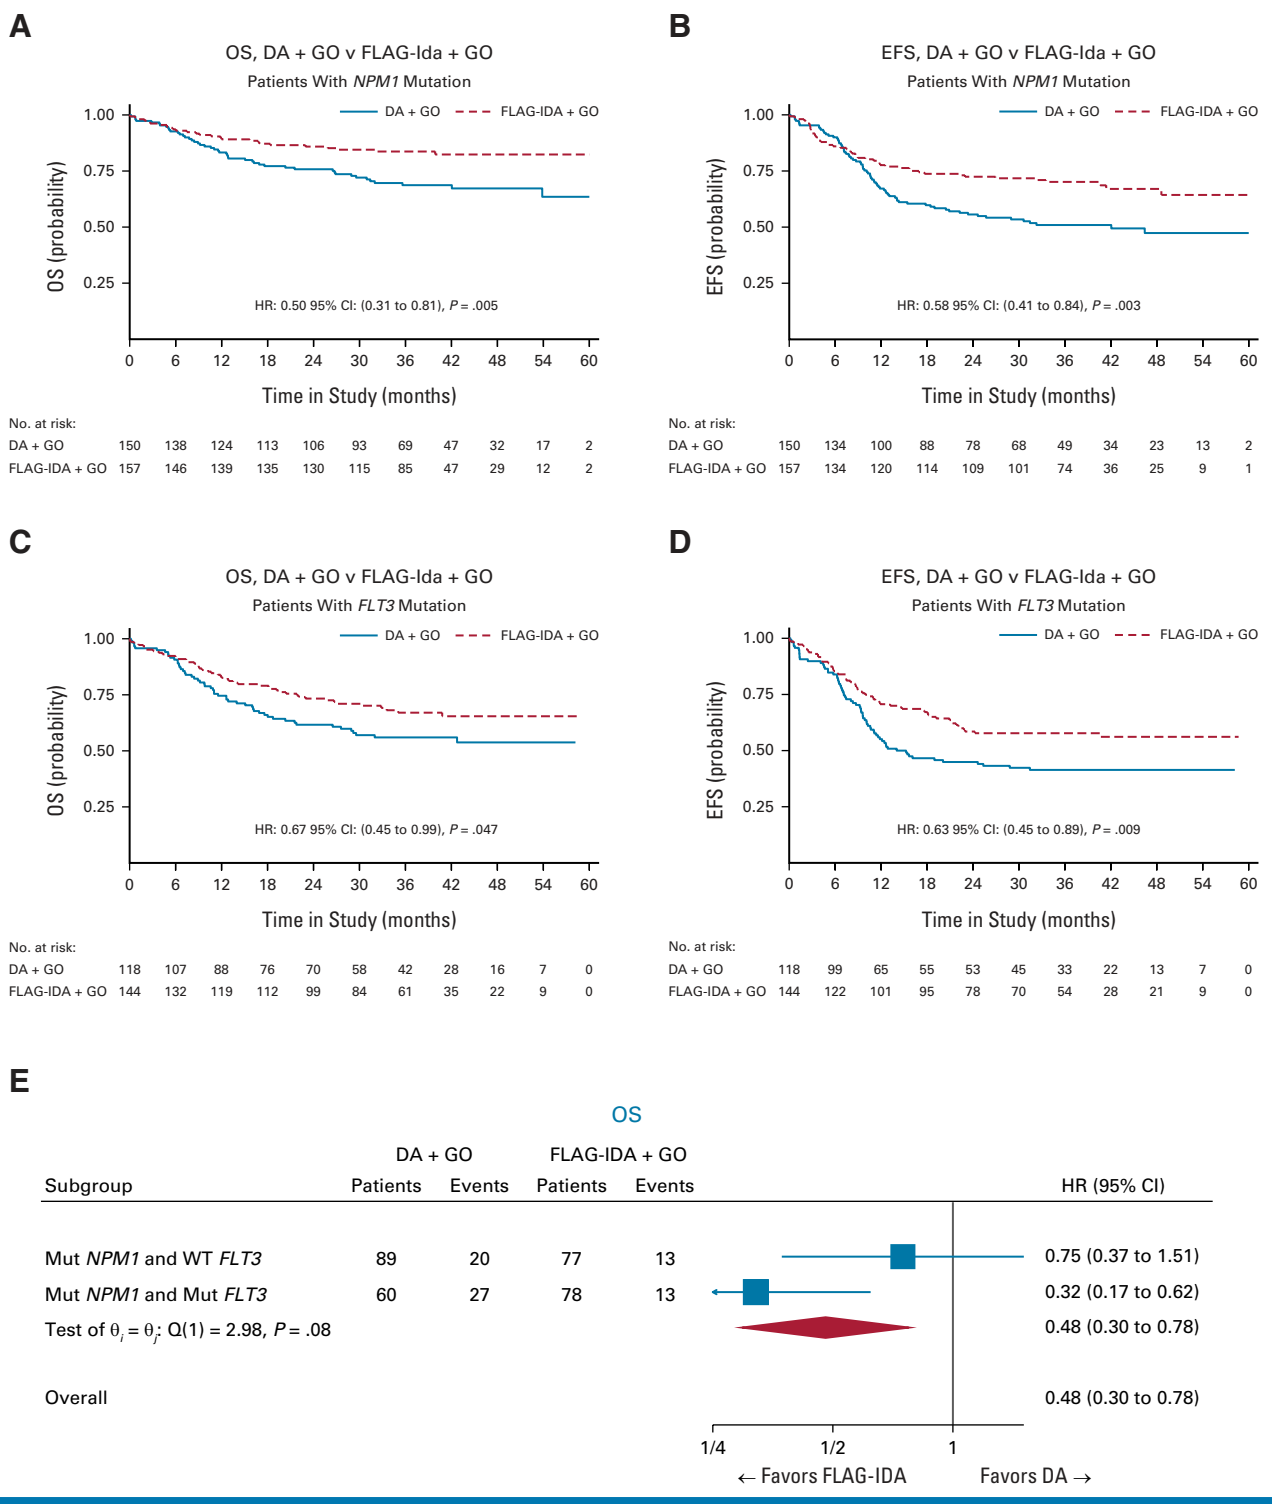 A
OS, DA + GO v FLAG-Ida + GO
Patients With NPM1 Mutation
DA + GO FLAG-IDA + GO
1.00
0.75
0.50
0.25
OS (probability)
HR: 0.50 95% CI: (0.31 to 0.81), P = .005
0 6 12 18 24 30 36 42 48 54 60
Time in Study (months)
No. at risk:
DA + GO 150 138 124 113 106 93 69 47 32 17 2
FLAG-IDA + GO 157 146 139 135 130 115 85 47 29 12 2
B
EFS, DA + GO v FLAG-Ida + GO
Patients With NPM1 Mutation
DA + GO FLAG-IDA + GO
1.00
0.75
0.50
0.25
EFS (probability)
HR: 0.58 95% CI: (0.41 to 0.84), P = .003
0 6 12 18 24 30 36 42 48 54 60
Time in Study (months)
No. at risk:
DA + GO 150 134 100 88 78 68 49 34 23 13 2
FLAG-IDA + GO 157 134 120 114 109 101 74 36 25 9 1
C
OS, DA + GO v FLAG-Ida + GO
Patients With FLT3 Mutation
DA + GO FLAG-IDA + GO
1.00
0.75
0.50
0.25
OS (probability)
HR: 0.67 95% CI: (0.45 to 0.99), P = .047
0 6 12 18 24 30 36 42 48 54 60
Time in Study (months)
No. at risk:
DA + GO 118 107 88 76 70 58 42 28 16 7 0
FLAG-IDA + GO 144 132 119 112 99 84 61 35 22 9 0
D
EFS, DA + GO v FLAG-Ida + GO
Patients With FLT3 Mutation
DA + GO FLAG-IDA + GO
1.00
0.75
0.50
0.25
EFS (probability)
HR: 0.63 95% CI: (0.45 to 0.89), P = .009
0 6 12 18 24 30 36 42 48 54 60
Time in Study (months)
No. at risk:
DA + GO 118 99 65 55 53 45 33 22 13 7 0
FLAG-IDA + GO 144 122 101 95 78 70 54 28 21 9 0
E
OS
DA + GO FLAG-IDA + GO
Subgroup Patients Events Patients Events HR (95% CI)
Mut NPM1 and WT FLT3 89 20 77 13 0.75 (0.37 to 1.51)
Mut NPM1 and Mut FLT3 60 27 78 13 0.32 (0.17 to 0.62)
Test of θi = θj: Q(1) = 2.98, P = .08 0.48 (0.30 to 0.78)
Overall 0.48 (0.30 to 0.78)
1/4 1/2 1
← Favors FLAG-IDA Favors DA →